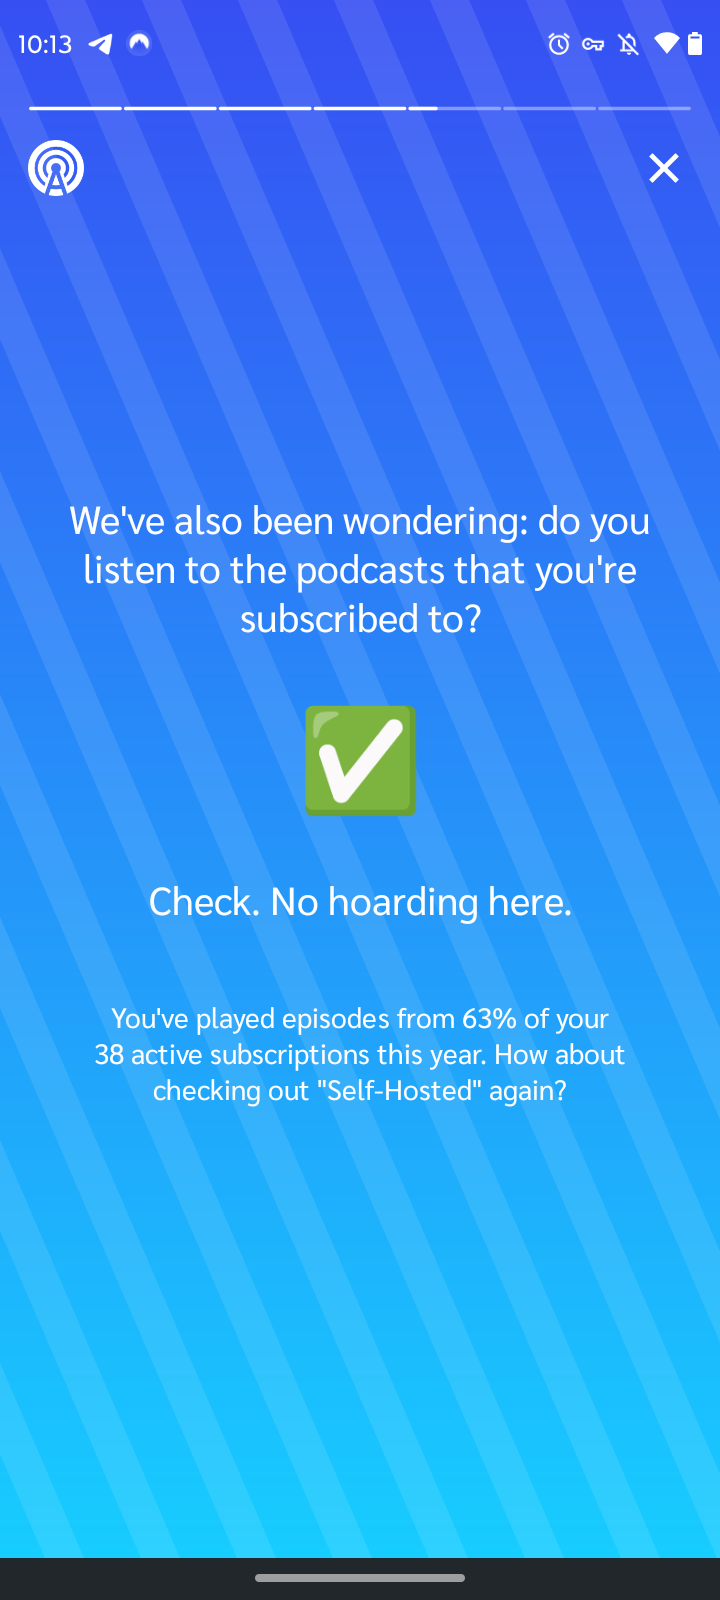 10:13
We've also been wondering: do you
listen to the podcasts that you're
subscribed to?
Check. No hoarding here.
You've played episodes from 63% of your
38 active subscriptions this year. How about
checking out "Self-Hosted" again?